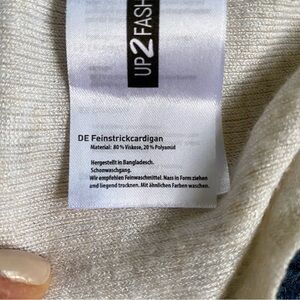 UP2FASH
DE Feinstrickcardigan
Material: 80% Viskose, 20% Polyamid
Hergestellt in Bangladesch.
Schonwaschgang.
Wir empfehlen Feinwaschmittel. Nass in Form ziehen
und liegend trocknen. Mit ähnlichen Farben waschen.